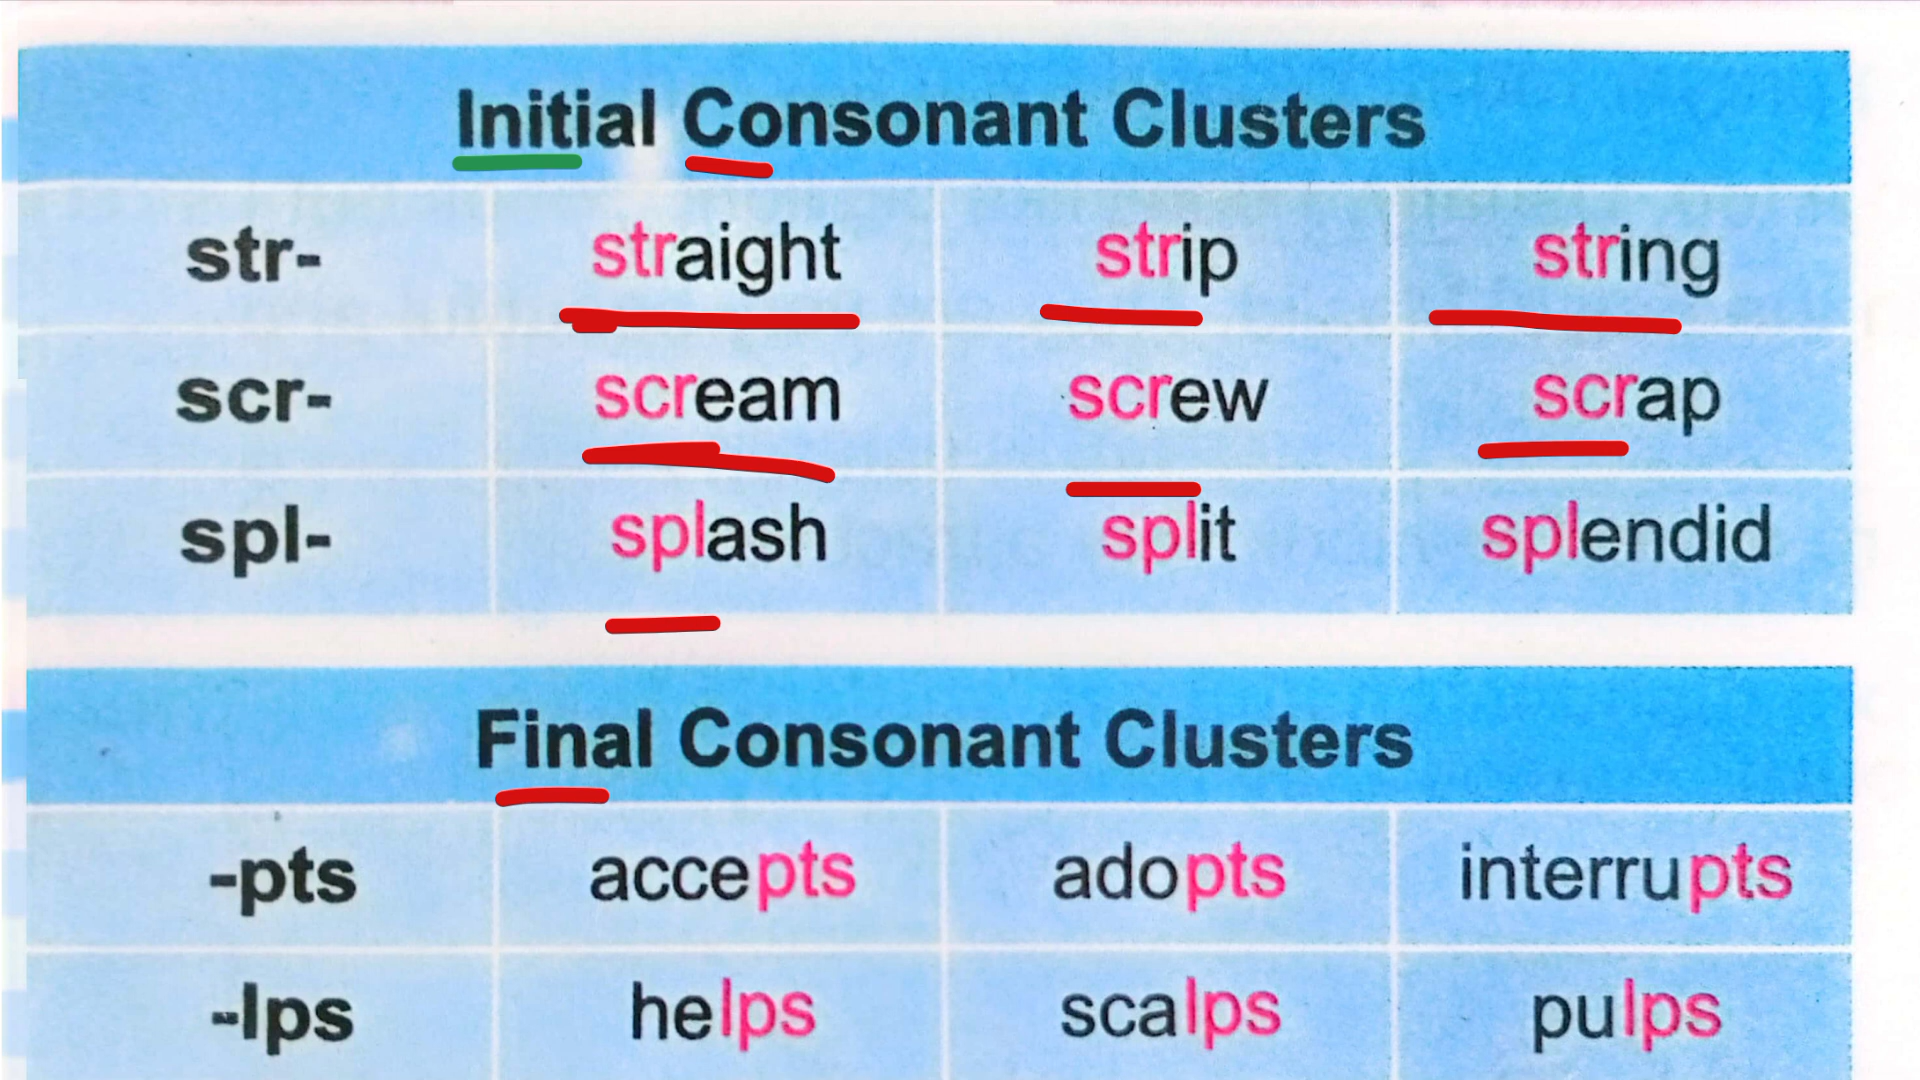 Initial Consonant Clusters
str- straight strip string
scr- scream screw scrap
spl- splash split splendid
Final Consonant Clusters
-pts accepts adopts interrupts
-lps helps scalps pulps